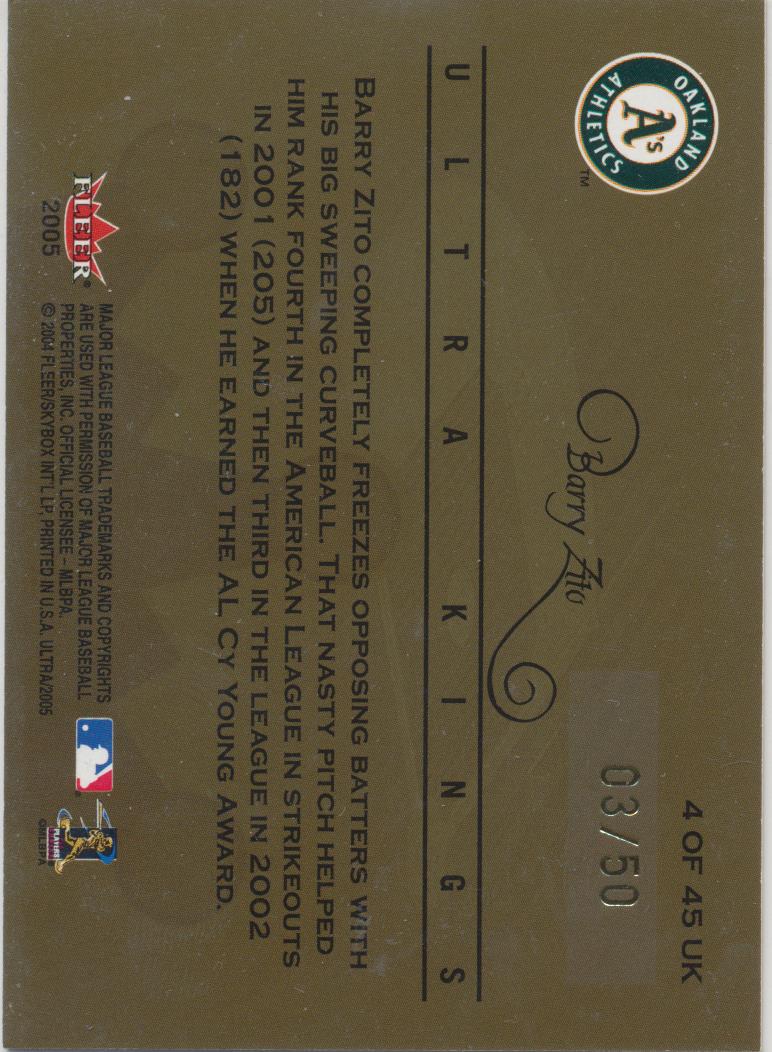 OAKLAND
A's
ATHLETICS
TM
4 OF 45 UK
03/50
Barry Zito
ULTRA KINGS
BARRY ZITO COMPLETELY FREEZES OPPOSING BATTERS WITH
HIS BIG SWEEPING CURVEBALL. THAT NASTY PITCH HELPED
HIM RANK FOURTH IN THE AMERICAN LEAGUE IN STRIKEOUTS
IN 2001 (205) AND THEN THIRD IN THE LEAGUE IN 2002
(182) WHEN HE EARNED THE AL CY YOUNG AWARD.
FLEER®
2005
MAJOR LEAGUE BASEBALL TRADEMARKS AND COPYRIGHTS
ARE USED WITH PERMISSION OF MAJOR LEAGUE BASEBALL
PROPERTIES, INC. OFFICIAL LICENSEE – MLBPA.
© 2004 FLEER/SKYBOX INT'L LP, PRINTED IN U.S.A. ULTRA/2005
®
PLAYERS
©MLBPA